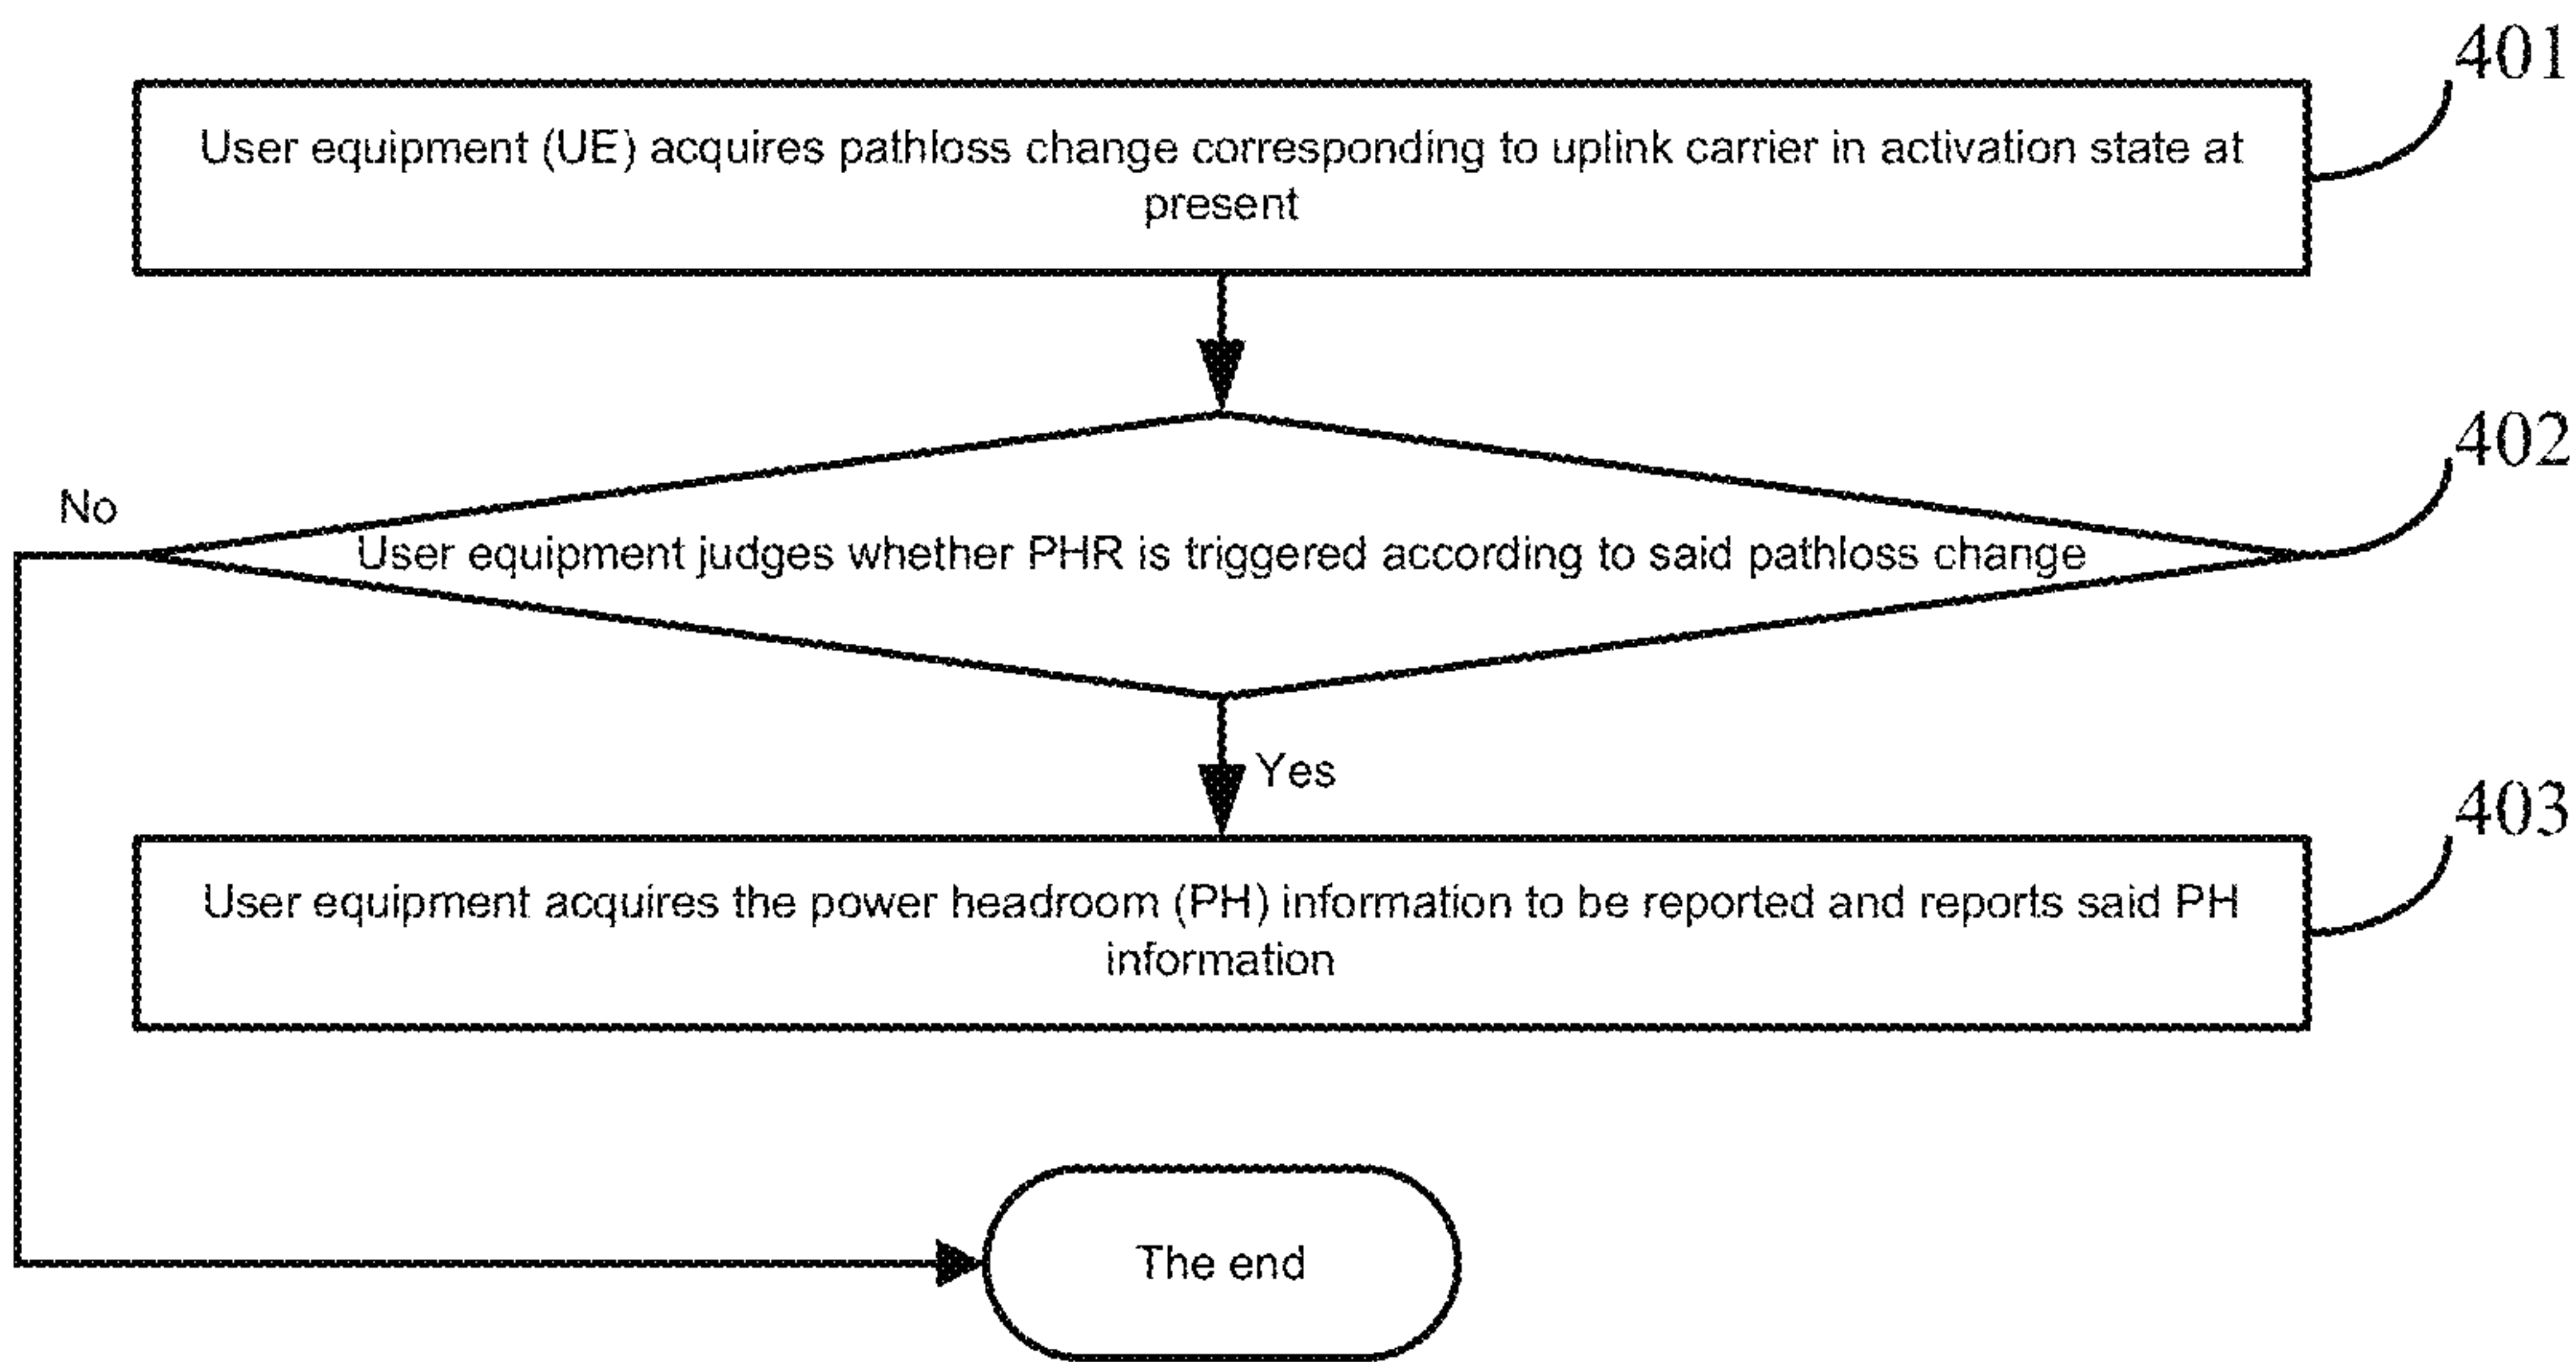 401
User equipment (UE) acquires pathloss change corresponding to uplink carrier in activation state at
present
402
No
User equipment judges whether PHR is triggered according to said pathloss change
Yes
403
User equipment acquires the power headroom (PH) information to be reported and reports said PH
information
The end